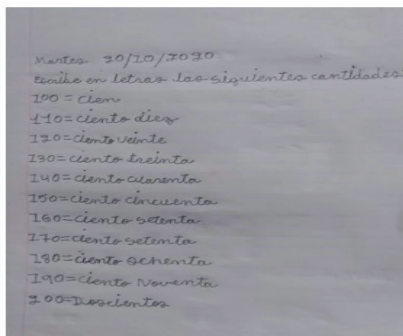 Martes 20/10/2020
Escribe en letras las siguientes cantidades.
100 = cien
110 = ciento diez
120 = ciento veinte
130 = ciento treinta
140 = ciento cuarenta
150 = ciento cincuenta
160 = ciento setenta
170 = ciento setenta
180 = ciento ochenta
190 = ciento Noventa
200 = Doscientos